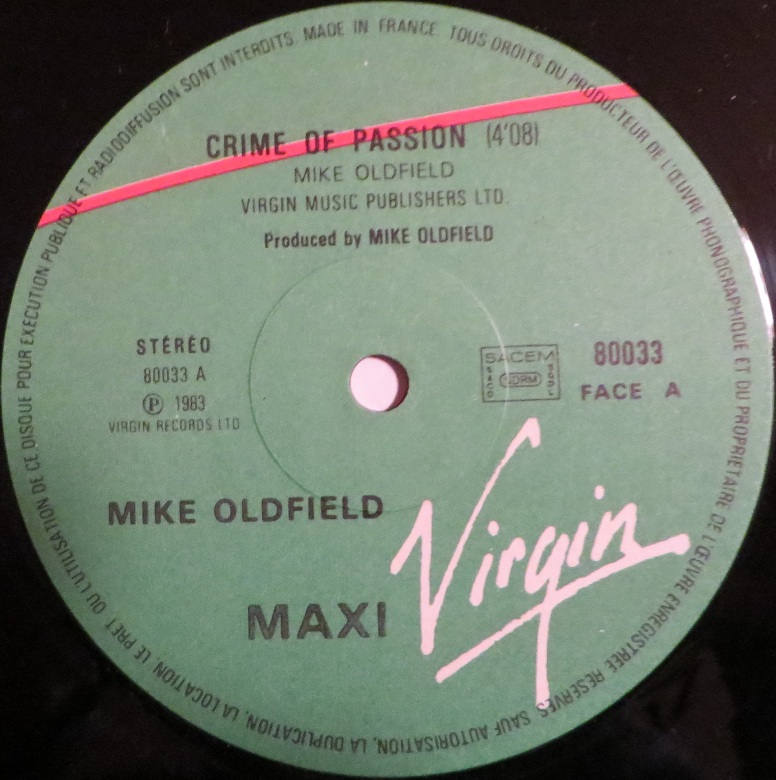 MADE IN FRANCE. TOUS DROITS DU PRODUCTEUR DE L'ŒUVRE PHONOGRAPHIQUE ET DU PROPRIETAIRE DE L'ŒUVRE ENREGISTREE RESERVES. SAUF AUTORISATION, LA DUPLICATION, LA LOCATION, LE PRET OU L'UTILISATION DE CE DISQUE POUR EXECUTION PUBLIQUE ET RADIODIFFUSION SONT INTERDITS.
CRIME OF PASSION (4'08)
MIKE OLDFIELD
VIRGIN MUSIC PUBLISHERS LTD.
Produced by MIKE OLDFIELD
STÉRÉO
80033 A
Ⓟ 1983
VIRGIN RECORDS LTD
SACEM
SDRM
80033
FACE A
MIKE OLDFIELD
Virgin
MAXI